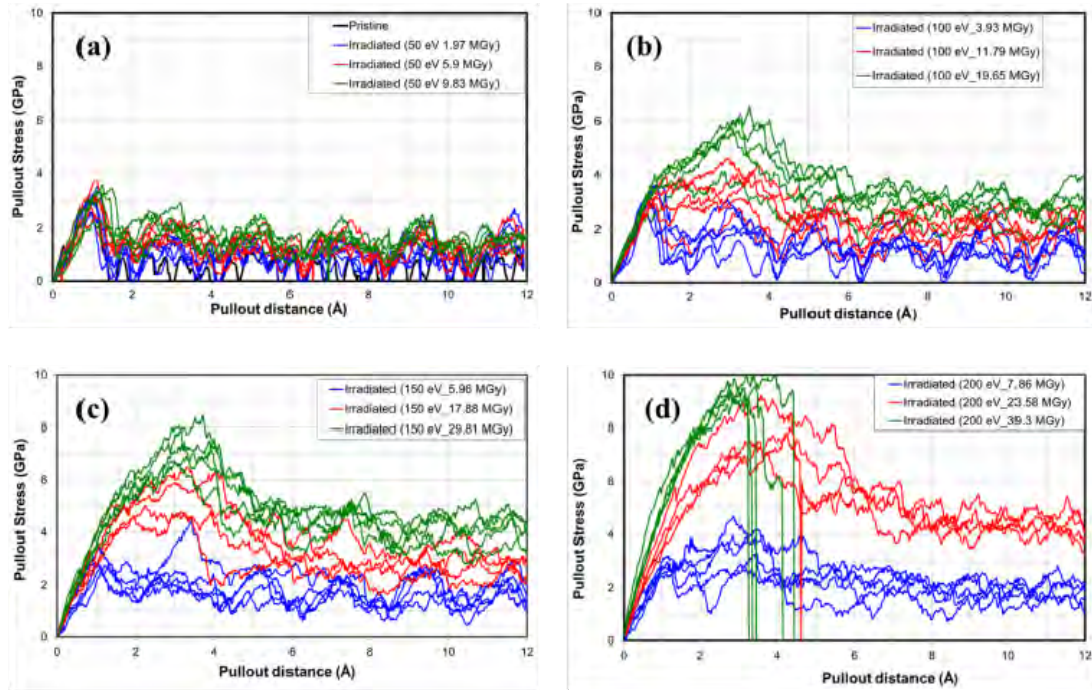 (a)
Pristine
Irradiated (50 eV 1.97 MGy)
Irradiated (50 eV 5.9 MGy)
Irradiated (50 eV 9.83 MGy)
Pullout Stress (GPa)
10
8
6
4
2
0
0 2 4 6 8 10 12
Pullout distance (Å)
(b)
Irradiated (100 eV_3.93 MGy)
Irradiated (100 eV_11.79 MGy)
Irradiated (100 eV_19.65 MGy)
Pullout Stress (GPa)
10
8
6
4
2
0
0 2 4 6 8 10 12
Pullout distance (Å)
(c)
Irradiated (150 eV_5.96 MGy)
Irradiated (150 eV_17.88 MGy)
Irradiated (150 eV_29.81 MGy)
Pullout Stress (GPa)
10
8
6
4
2
0
0 2 4 6 8 10 12
Pullout distance (Å)
(d)
Irradiated (200 eV_7.86 MGy)
Irradiated (200 eV_23.58 MGy)
Irradiated (200 eV_39.3 MGy)
Pullout Stress (GPa)
10
8
6
4
2
0
0 2 4 6 8 10 12
Pullout distance (Å)